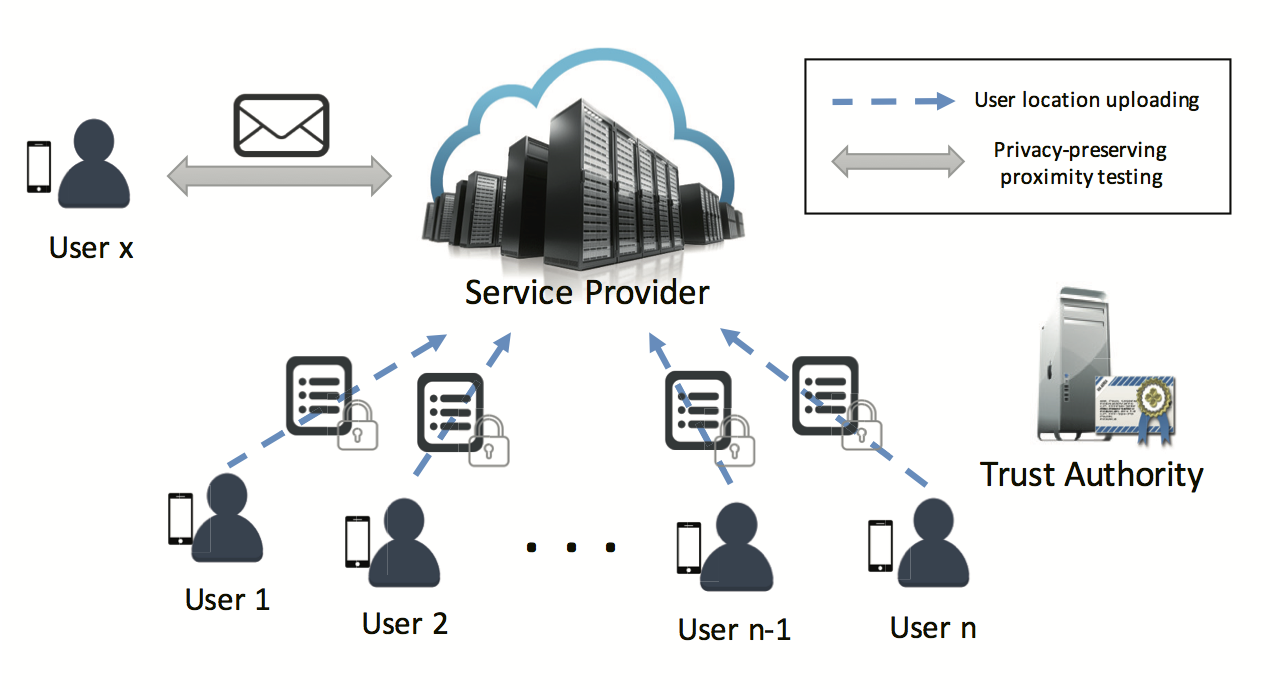 User location uploading
Privacy-preserving
proximity testing
User x
Service Provider
Trust Authority
User 1
User 2
. . .
User n-1
User n